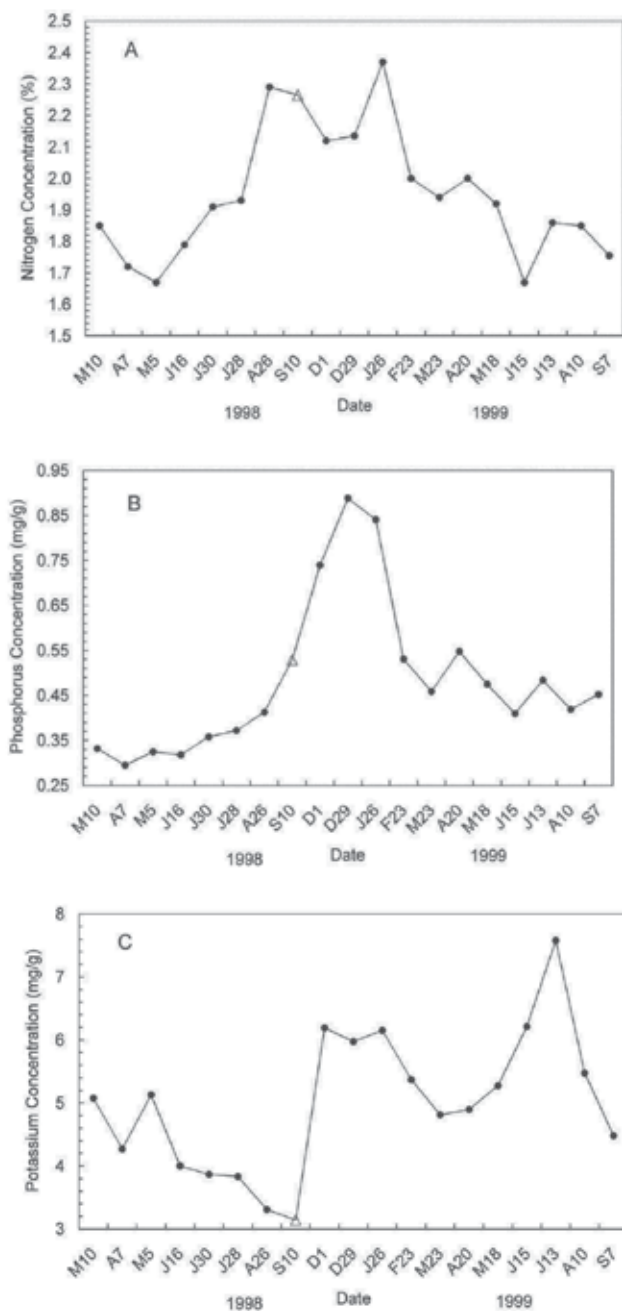 A
Nitrogen Concentration (%)
2.5
2.4
2.3
2.2
2.1
2.0
1.9
1.8
1.7
1.6
1.5
M10 A7 M5 J16 J30 J28 A26 S10 D1 D29 J26 F23 M23 A20 M18 J15 J13 A10 S7
1998 Date 1999
B
Phosphorus Concentration (mg/g)
0.95
0.85
0.75
0.65
0.55
0.45
0.35
0.25
M10 A7 M5 J16 J30 J28 A26 S10 D1 D29 J26 F23 M23 A20 M18 J15 J13 A10 S7
1998 Date 1999
C
Potassium Concentration (mg/g)
8
7
6
5
4
3
M10 A7 M5 J16 J30 J28 A26 S10 D1 D29 J26 F23 M23 A20 M18 J15 J13 A10 S7
1998 Date 1999